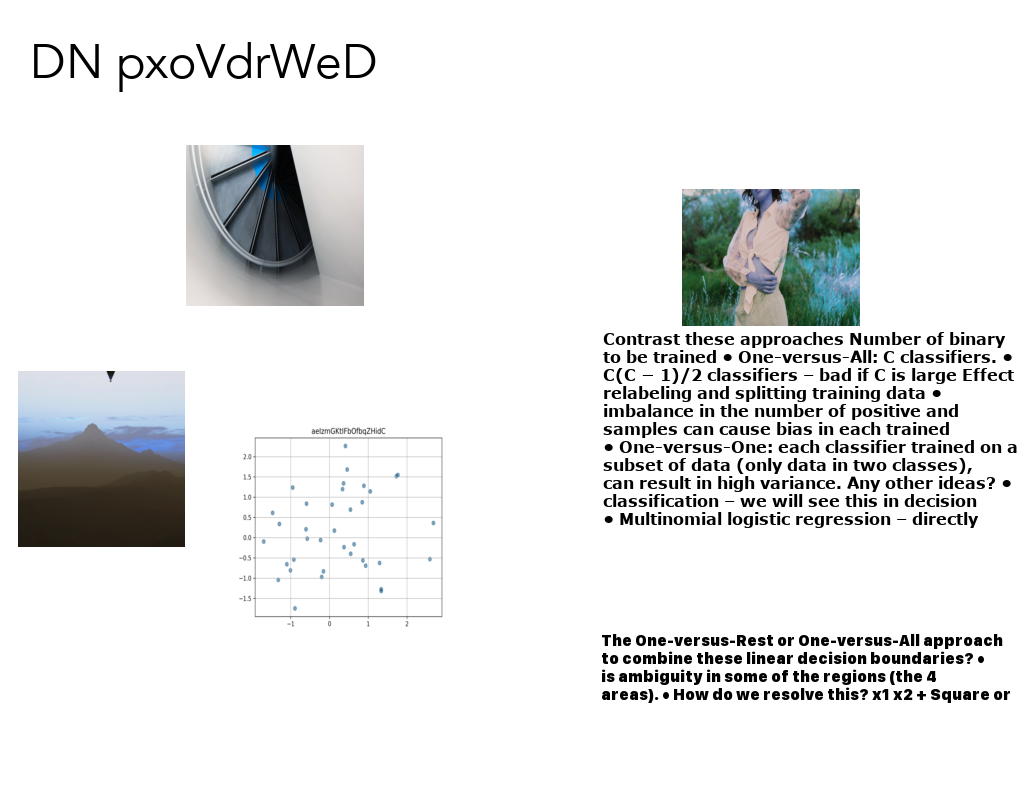 DN pxoVdrWeD
aeIzmGKtIFbOfbqZHidC
2.0
1.5
1.0
0.5
0.0
−0.5
−1.0
−1.5
−1
0
1
2
Contrast these approaches Number of binary
to be trained • One-versus-All: C classifiers. •
C(C − 1)/2 classifiers – bad if C is large Effect
relabeling and splitting training data •
imbalance in the number of positive and
samples can cause bias in each trained
• One-versus-One: each classifier trained on a
subset of data (only data in two classes),
can result in high variance. Any other ideas? •
classification – we will see this in decision
• Multinomial logistic regression – directly
The One-versus-Rest or One-versus-All approach
to combine these linear decision boundaries? •
is ambiguity in some of the regions (the 4
areas). • How do we resolve this? x1 x2 + Square or